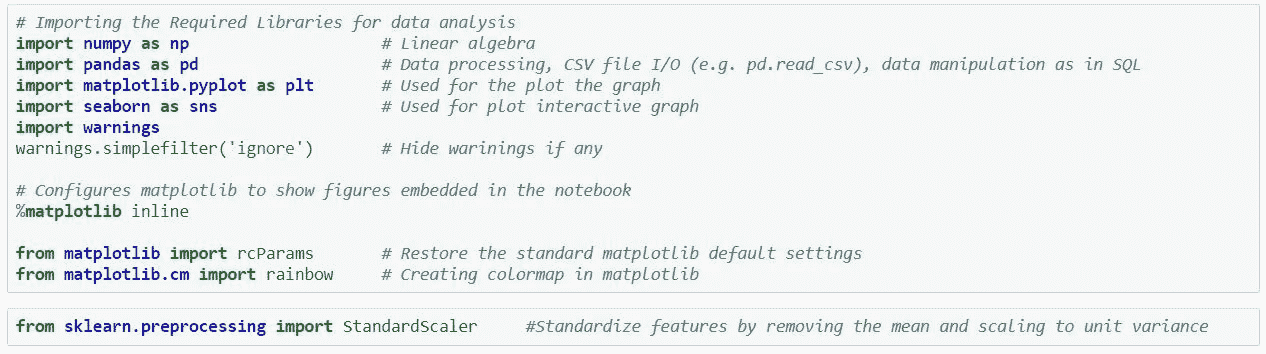 # Importing the Required Libraries for data analysis
import numpy as np # Linear algebra
import pandas as pd # Data processing, CSV file I/O (e.g. pd.read_csv), data manipulation as in SQL
import matplotlib.pyplot as plt # Used for the plot the graph
import seaborn as sns # Used for plot interactive graph
import warnings
warnings.simplefilter('ignore') # Hide warinings if any
# Configures matplotlib to show figures embedded in the notebook
%matplotlib inline
from matplotlib import rcParams # Restore the standard matplotlib default settings
from matplotlib.cm import rainbow # Creating colormap in matplotlib
from sklearn.preprocessing import StandardScaler #Standardize features by removing the mean and scaling to unit variance